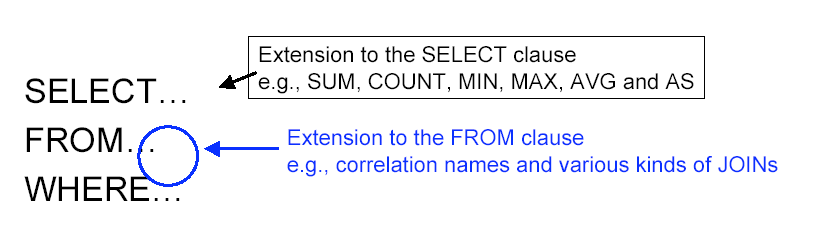 Extension to the SELECT clause
e.g., SUM, COUNT, MIN, MAX, AVG and AS
SELECT…
FROM…
Extension to the FROM clause
e.g., correlation names and various kinds of JOINs
WHERE…